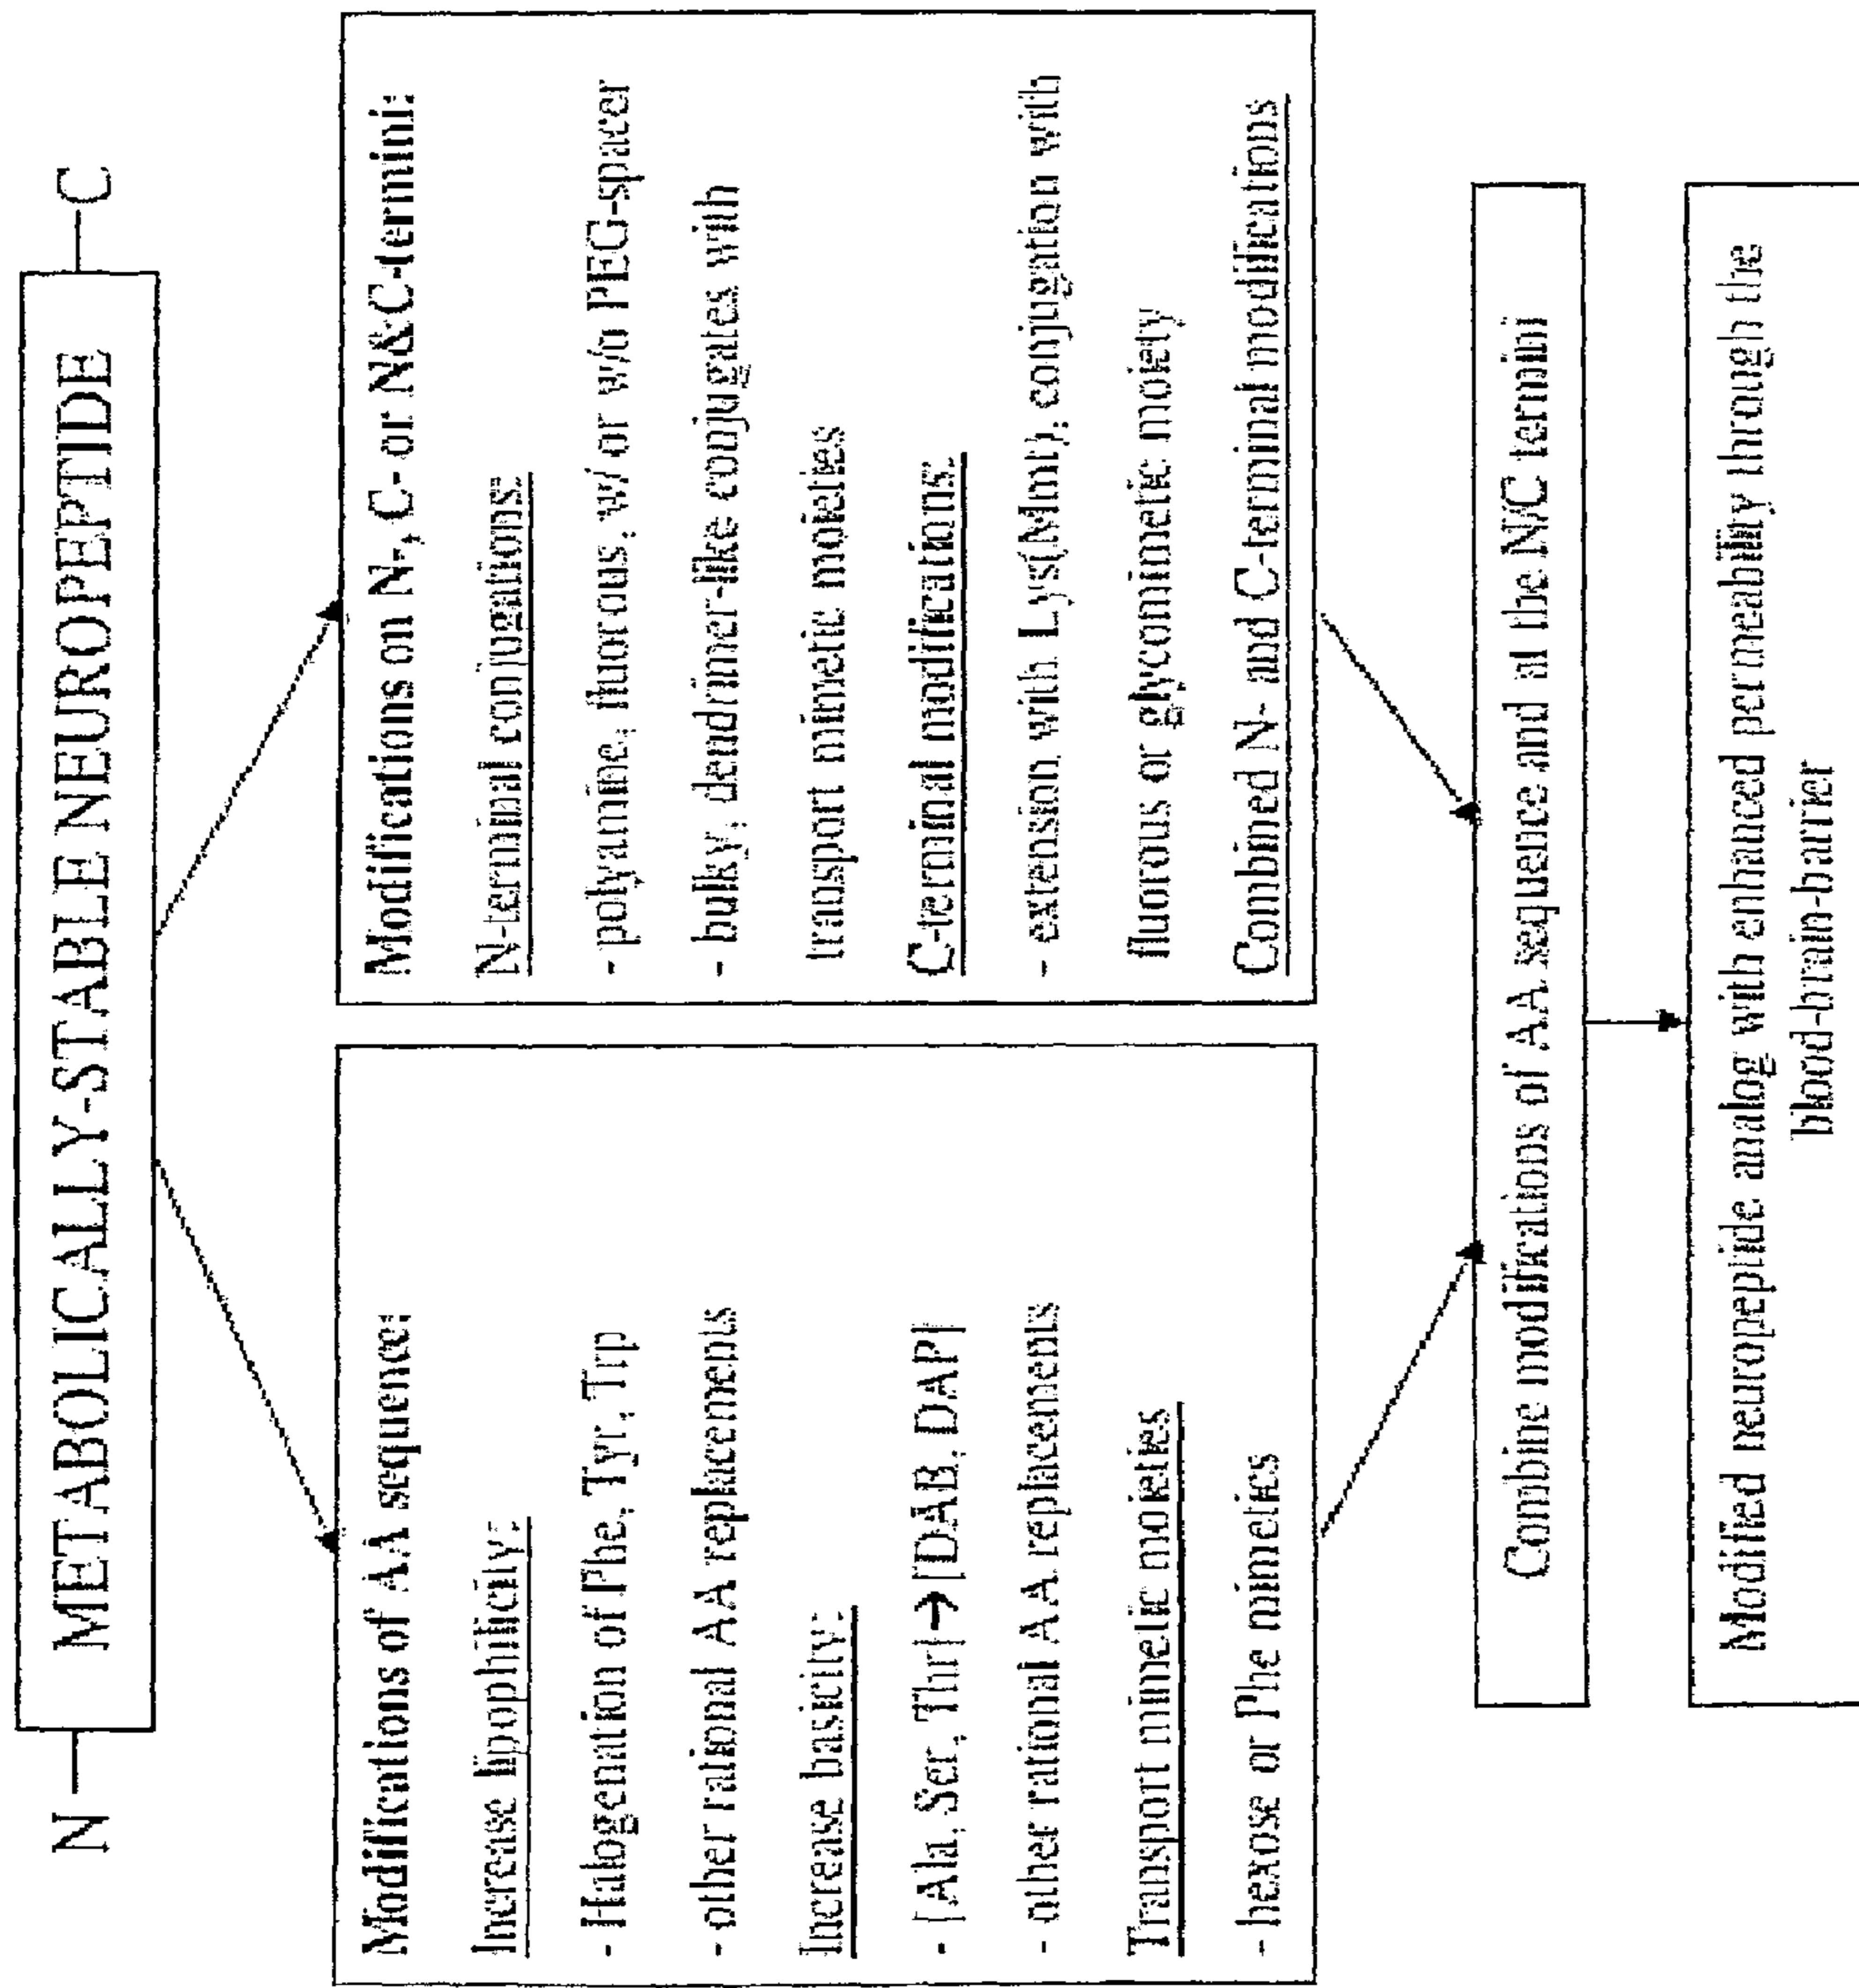 N METABOLICALLY-STABLE NEUROPEPTIDE C
Modifications of AA sequence:
Increase lipophilicity:
- Halogenation of Phe, Tyr, Trp
- other rational AA replacements
Increase basicity:
- [Ala, Ser, Thr] → [DAB, DAP]
- other rational AA replacements
Transport mimetic moieties
- hexose or Phe mimetics
Modifications on N-, C- or N&C-termini:
N-terminal conjugations:
- polyamine, fluorous, w/ or w/o PEG-spacer
- bulky, dendrimer-like conjugates with
transport mimetic moieties
C-terminal modifications:
- extension with Lys(Mmt), conjugation with
fluorous or glycomimetic moiety
Combined N- and C-terminal modifications
Combine modifications of AA sequence and at the N/C termini
Modified neuropeptide analog with enhanced permeability through the
blood-brain-barrier